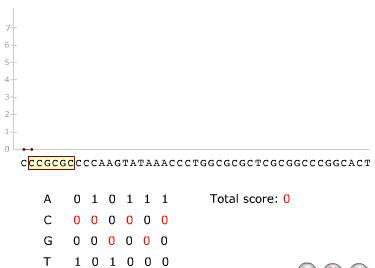 7
6
5
4
3
2
1
0
CCCGCGCCCCAAGTATAAACCCTGGCGCGCTCGCGGCCCGGCACT
A 0 1 0 1 1 1 Total score: 0
C 0 0 0 0 0 0
G 0 0 0 0 0 0
T 1 0 1 0 0 0